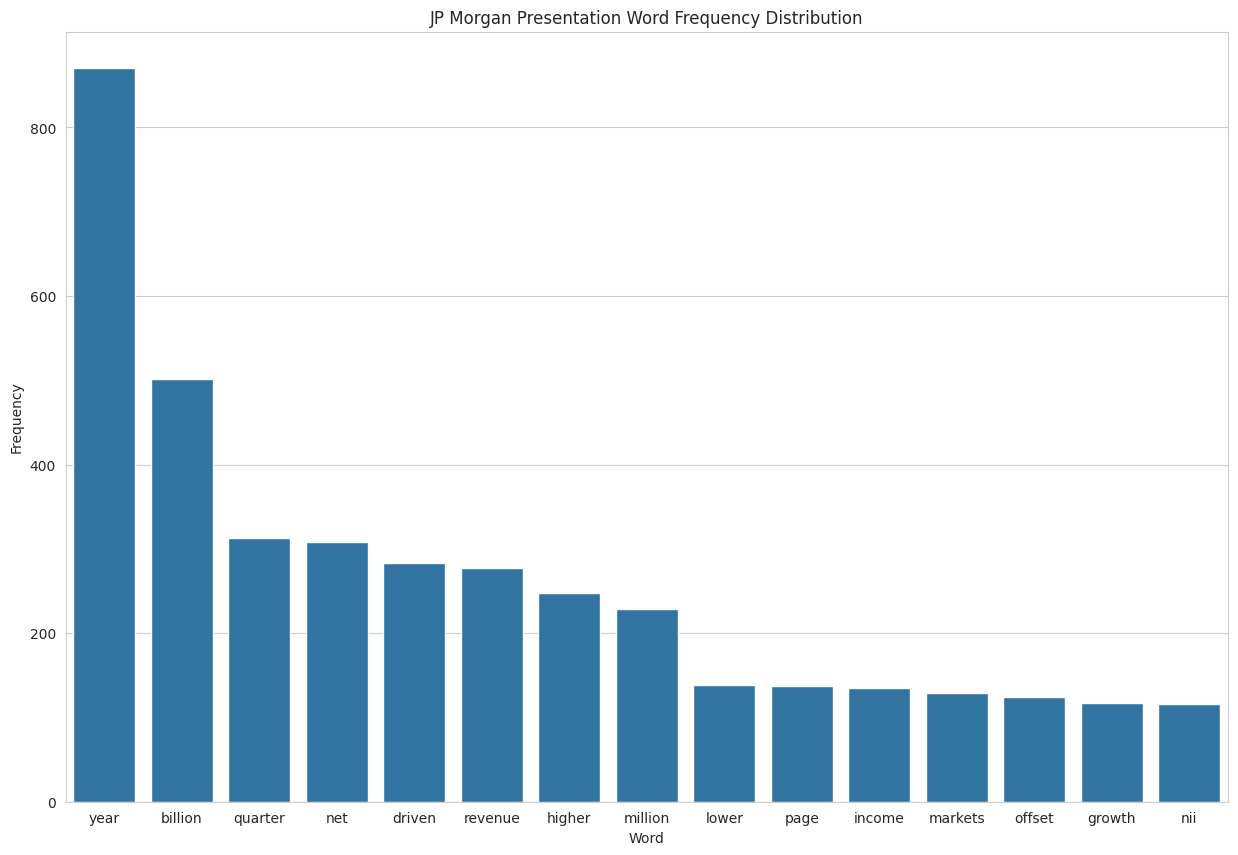 JP Morgan Presentation Word Frequency Distribution
800
600
400
200
0
Frequency
year billion quarter net driven revenue higher million lower page income markets offset growth nii
Word